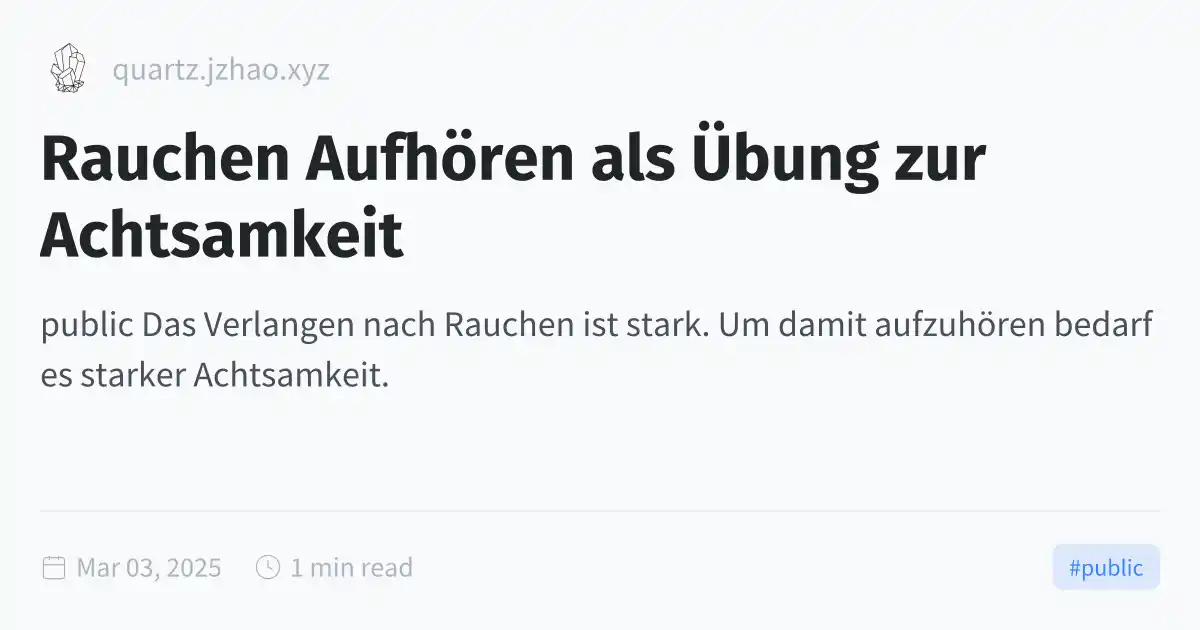 quartz.jzhao.xyz
Rauchen Aufhören als Übung zur
Achtsamkeit
public Das Verlangen nach Rauchen ist stark. Um damit aufzuhören bedarf
es starker Achtsamkeit.
Mar 03, 2025 1 min read #public